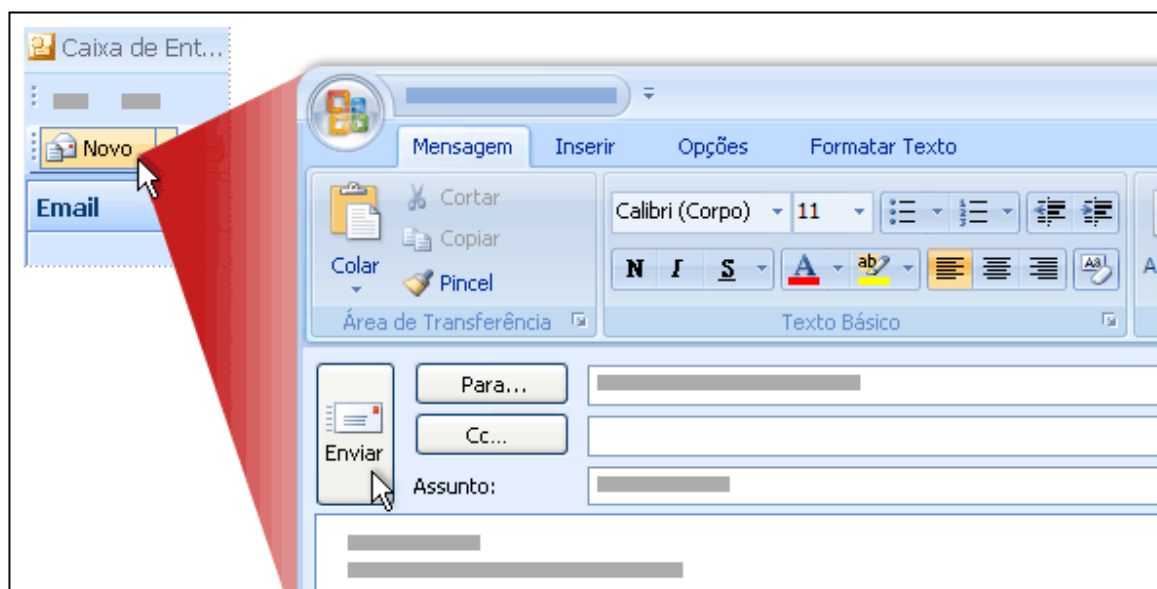 Caixa de Ent...
Novo
Email
Mensagem Inserir Opções Formatar Texto
Colar
Cortar
Copiar
Pincel
Área de Transferência
Calibri (Corpo) 11
N I S A ab
Texto Básico
Enviar
Para...
Cc...
Assunto: